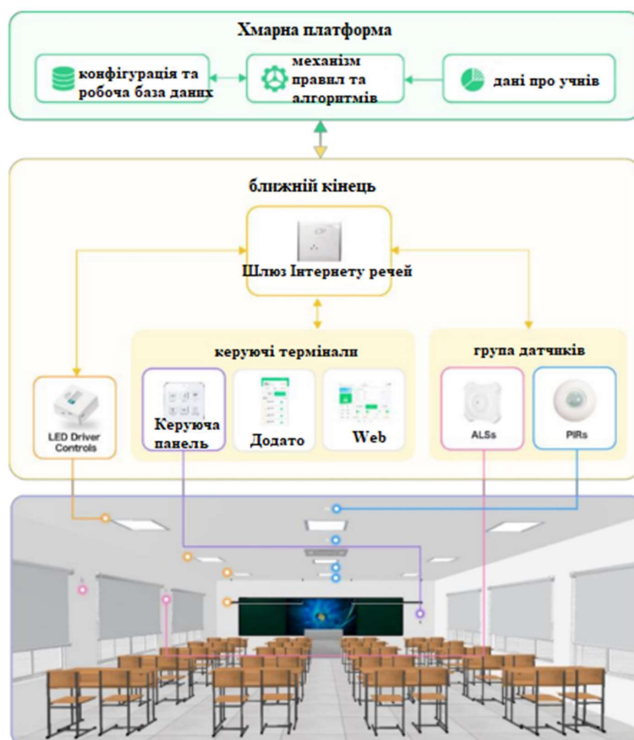 Хмарна платформа
конфігурація та
робоча база даних
механізм
правил та
алгоритмів
дані про учнів
ближній кінець
Шлюз Інтернету речей
керуючі термінали
група датчиків
LED Driver
Controls
Керуюча
панель
Додато
Web
ALSs
PIRs